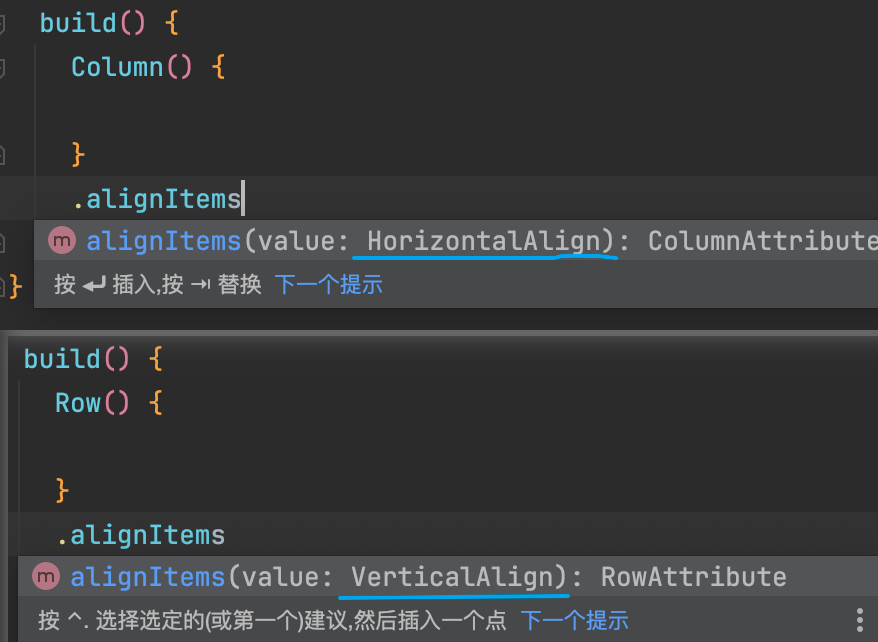 build() {
Column() {
}
.alignItems
m alignItems(value: HorizontalAlign): ColumnAttribute
}
按 ↵ 插入,按 ⇥ 替换 下一个提示
build() {
Row() {
}
.alignItems
m alignItems(value: VerticalAlign): RowAttribute
按 ^. 选择选定的(或第一个)建议,然后插入一个点 下一个提示